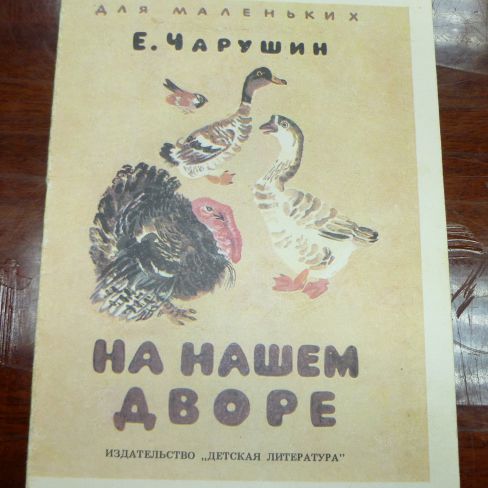 ДЛЯ МАЛЕНЬКИХ
Е. ЧАРУШИН
НА НАШЕМ
ДВОРЕ
ИЗДАТЕЛЬСТВО „ДЕТСКАЯ ЛИТЕРАТУРА"